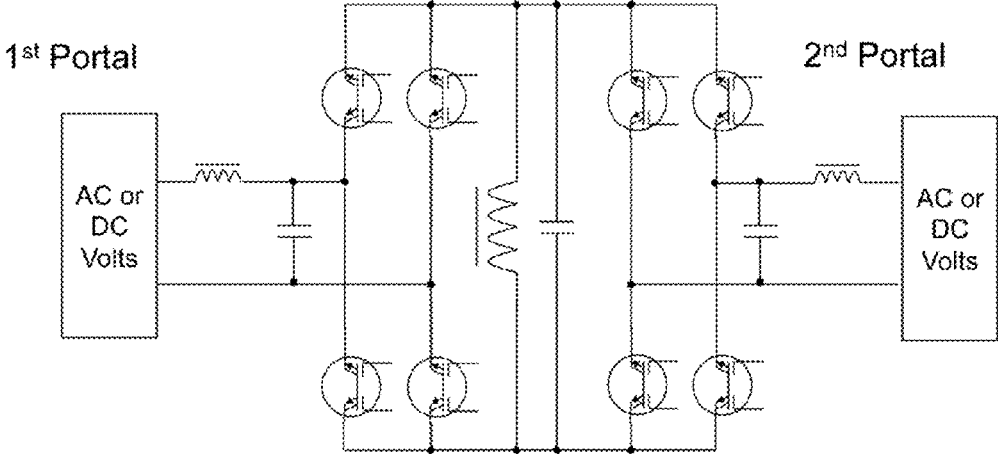 1st Portal
2nd Portal
AC or
DC
Volts
AC or
DC
Volts